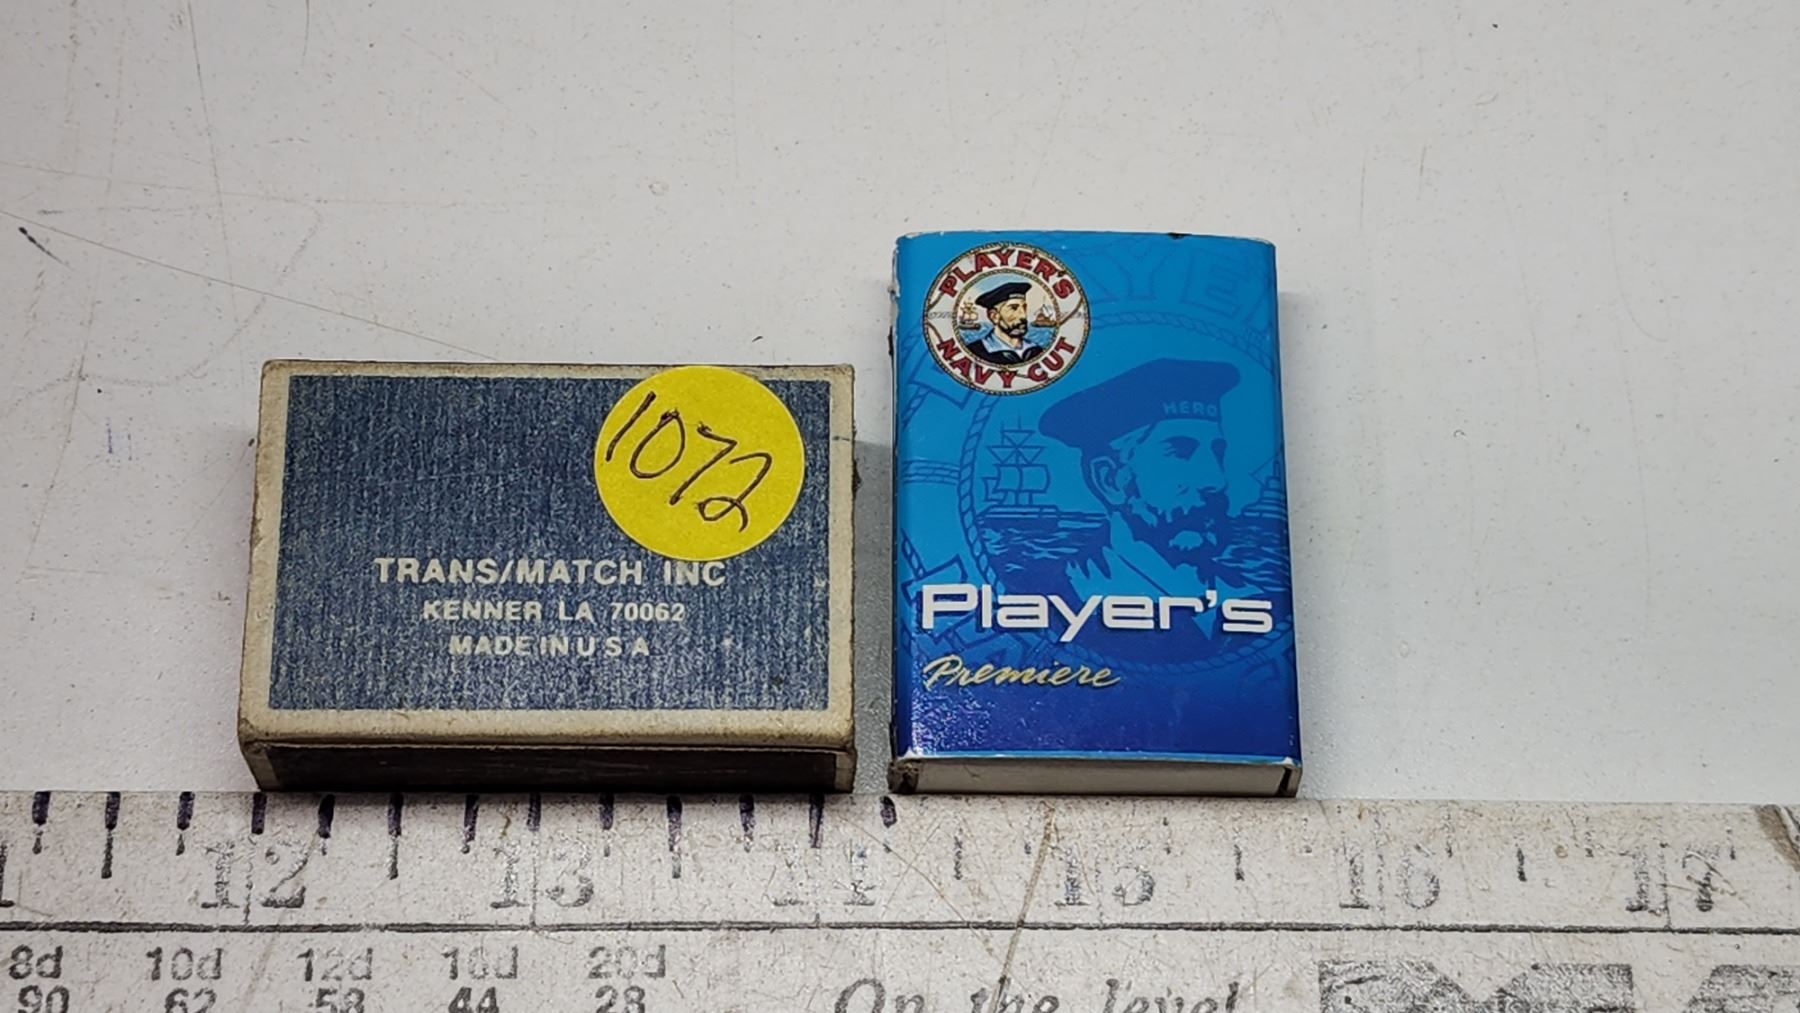 1072
TRANS/MATCH INC
KENNER LA 70062
MADE IN U S A
PLAYER'S
NAVY CUT
HERO
Player's
Premiere
12 13 14 15 16 17
8d 10d 12d 16d 20d
90 62 58 44 28
On the level